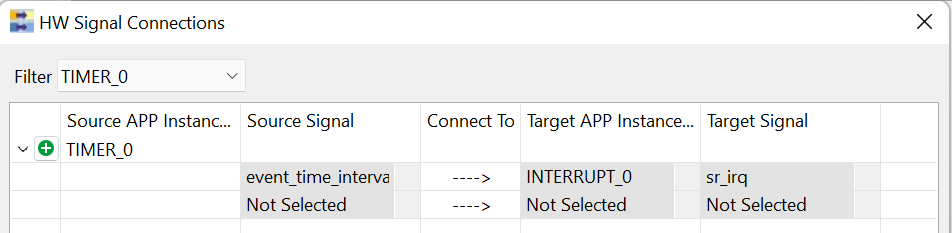 HW Signal Connections
Filter TIMER_0
Source APP Instanc... Source Signal Connect To Target APP Instance... Target Signal
TIMER_0
event_time_interva ----> INTERRUPT_0 sr_irq
Not Selected ----> Not Selected Not Selected